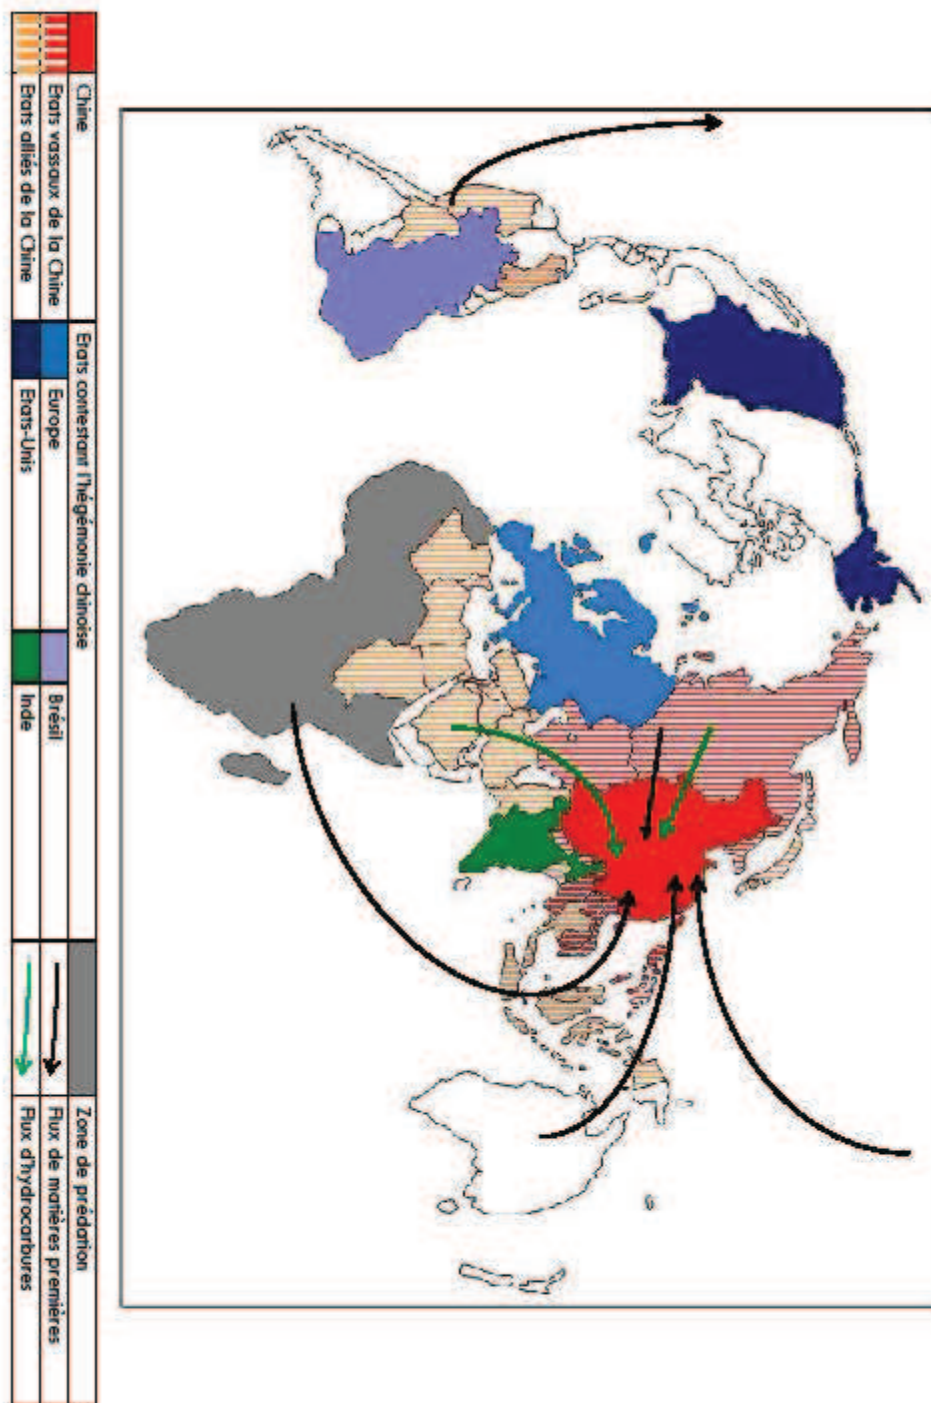 Chine
Etats contestant l'hégémonie chinoise
Zone de prédation
Etats vassaux de la Chine
Europe
Brésil
Flux de matières premières
Etats alliés de la Chine
Etats-Unis
Inde
Flux d'hydrocarbures